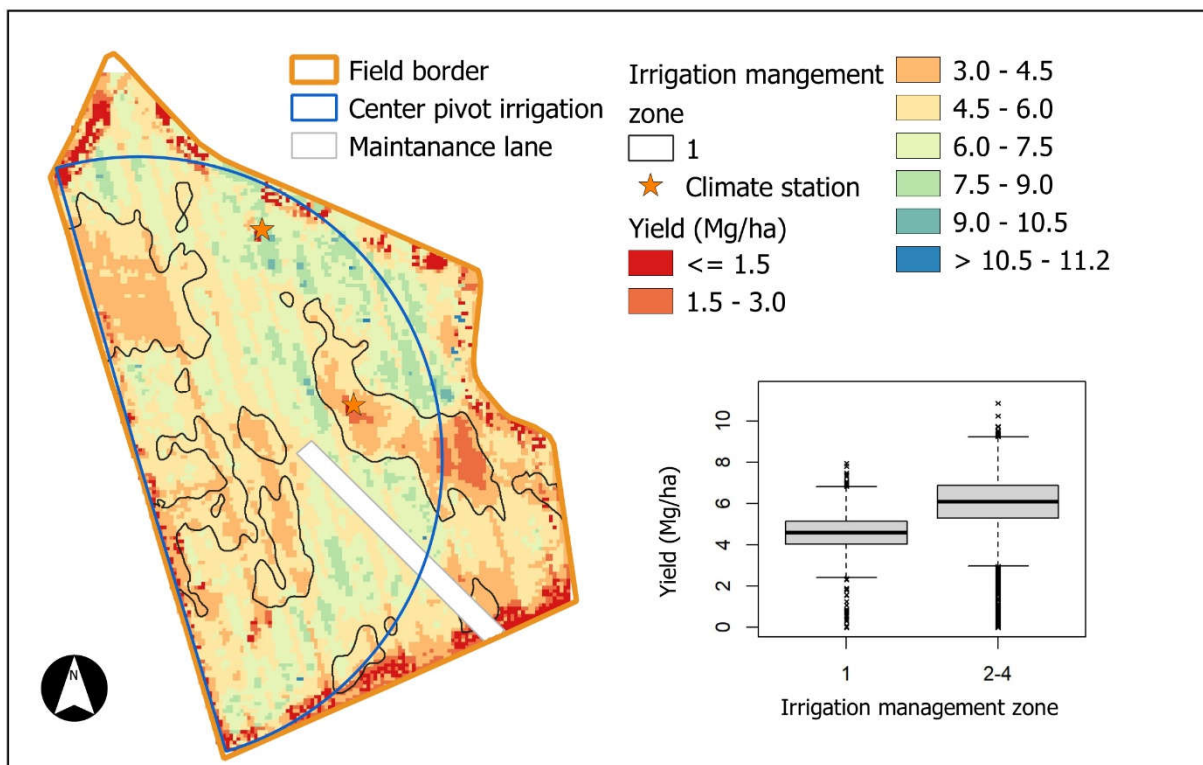 Field border
Center pivot irrigation
Maintanance lane
Irrigation mangement
zone
1
Climate station
Yield (Mg/ha)
<= 1.5
1.5 - 3.0
3.0 - 4.5
4.5 - 6.0
6.0 - 7.5
7.5 - 9.0
9.0 - 10.5
> 10.5 - 11.2
N
Yield (Mg/ha)
10
8
6
4
2
0
1 2-4
Irrigation management zone